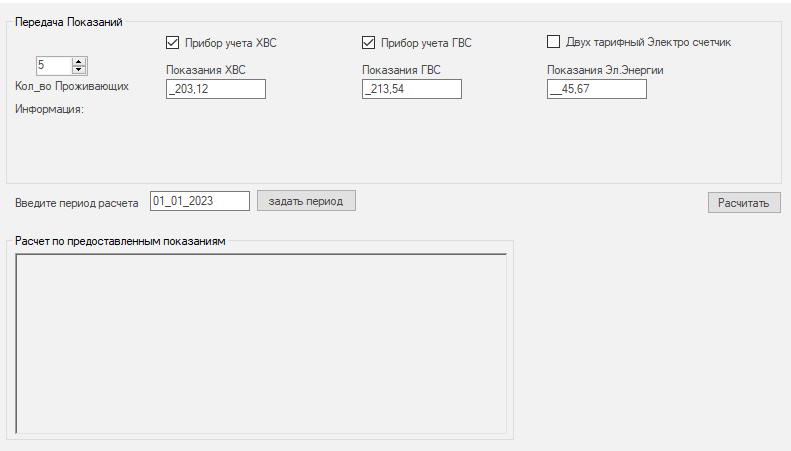 Передача Показаний
Прибор учета ХВС
Прибор учета ГВС
Двух тарифный Электро счетчик
5
Показания ХВС
Показания ГВС
Показания Эл.Энергии
Кол_во Проживающих
_203,12
_213,54
__45,67
Информация:
Введите период расчета
01_01_2023
задать период
Расчитать
Расчет по предоставленным показаниям